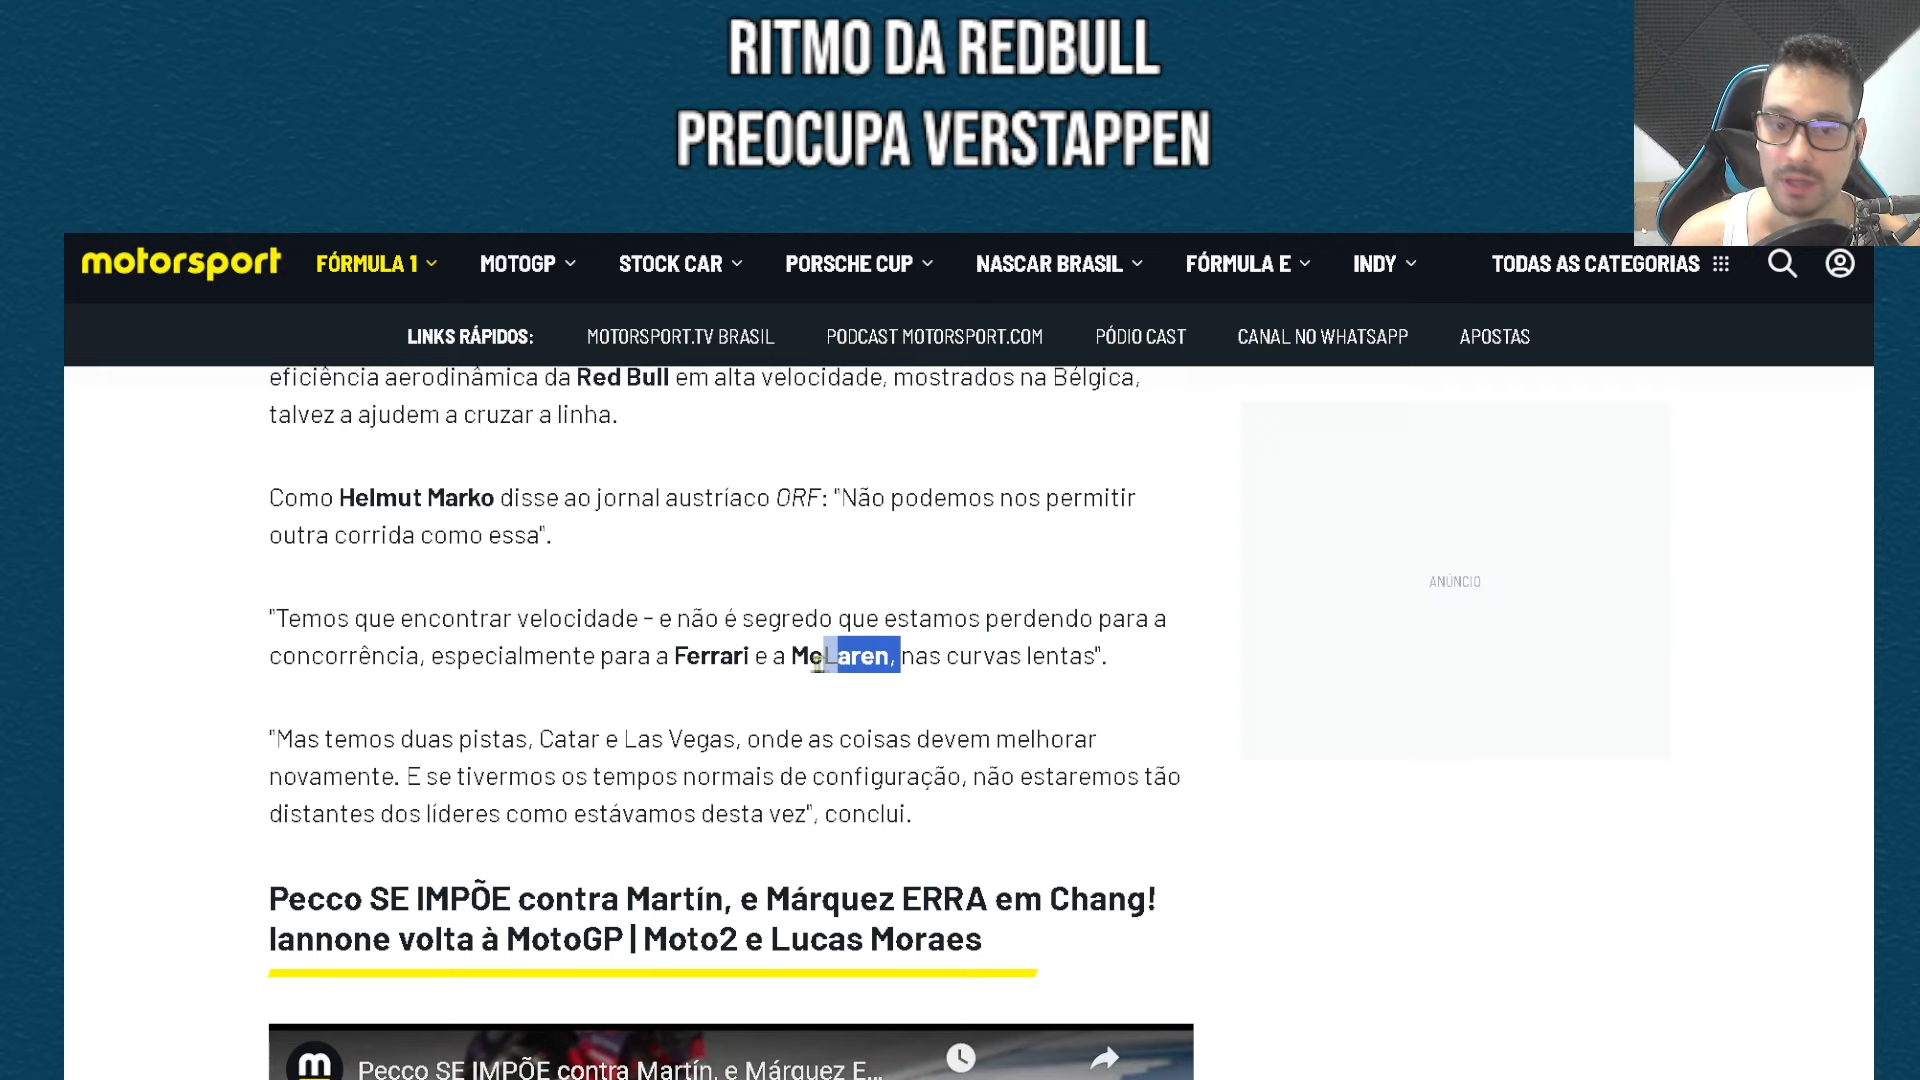 RITMO DA REDBULL
PREOCUPA VERSTAPPEN
motorsport FÓRMULA 1 MOTOGP STOCK CAR PORSCHE CUP NASCAR BRASIL FÓRMULA E INDY TODAS AS CATEGORIAS
LINKS RÁPIDOS: MOTORSPORT.TV BRASIL PODCAST MOTORSPORT.COM PÓDIO CAST CANAL NO WHATSAPP APOSTAS
eficiência aerodinâmica da Red Bull em alta velocidade, mostrados na Bélgica,
talvez a ajudem a cruzar a linha.
Como Helmut Marko disse ao jornal austríaco ORF: "Não podemos nos permitir
outra corrida como essa".
"Temos que encontrar velocidade - e não é segredo que estamos perdendo para a
concorrência, especialmente para a Ferrari e a McLaren, nas curvas lentas".
"Mas temos duas pistas, Catar e Las Vegas, onde as coisas devem melhorar
novamente. E se tivermos os tempos normais de configuração, não estaremos tão
distantes dos líderes como estávamos desta vez", conclui.
ANÚNCIO
Pecco SE IMPÕE contra Martín, e Márquez ERRA em Chang!
Iannone volta à MotoGP | Moto2 e Lucas Moraes
m Pecco SE IMPÕE contra Martín, e Márquez E...